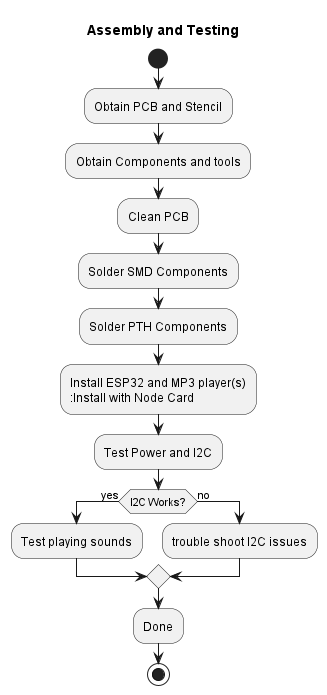 Assembly and Testing
Obtain PCB and Stencil
Obtain Components and tools
Clean PCB
Solder SMD Components
Solder PTH Components
Install ESP32 and MP3 player(s)
:Install with Node Card
Test Power and I2C
yes
I2C Works?
no
Test playing sounds
trouble shoot I2C issues
Done